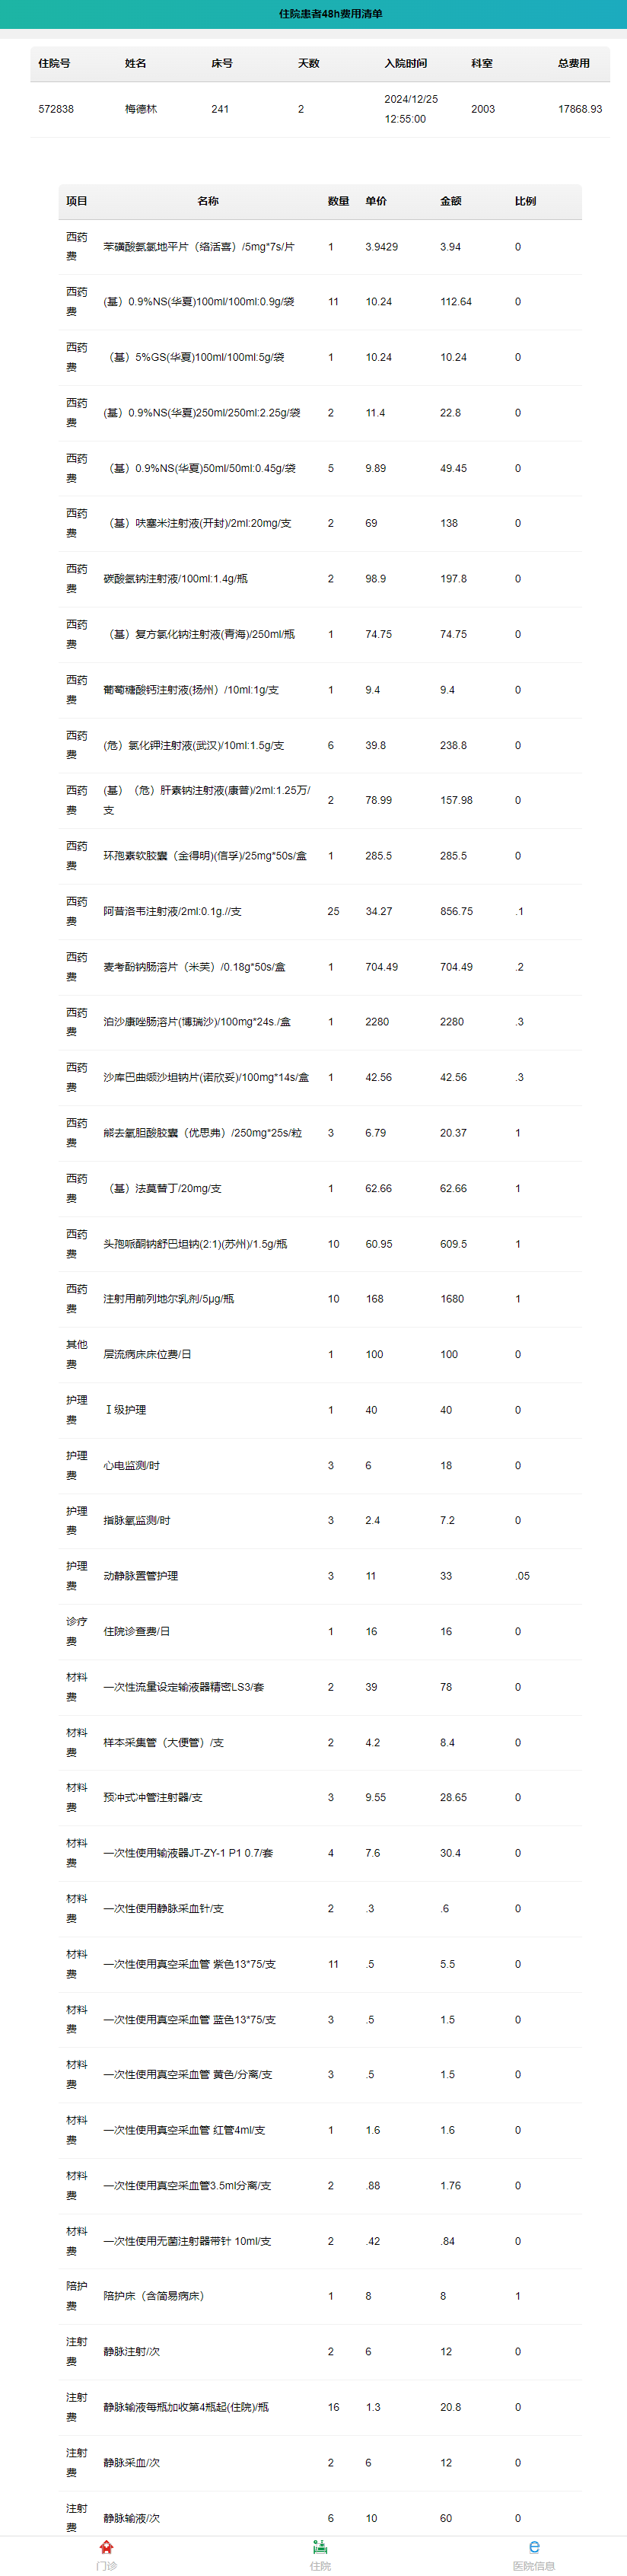 住院患者48h费用清单
住院号 姓名 床号 天数 入院时间 科室 总费用
572838 梅德林 241 2 2024/12/25 12:55:00 2003 17868.93
项目 名称 数量 单价 金额 比例
西药费 苯磺酸氨氯地平片（络活喜）/5mg*7s/片 1 3.9429 3.94 0
西药费 (基）0.9%NS(华夏)100ml/100ml:0.9g/袋 11 10.24 112.64 0
西药费 （基）5%GS(华夏)100ml/100ml:5g/袋 1 10.24 10.24 0
西药费 (基）0.9%NS(华夏)250ml/250ml:2.25g/袋 2 11.4 22.8 0
西药费 （基）0.9%NS(华夏)50ml/50ml:0.45g/袋 5 9.89 49.45 0
西药费 （基）呋塞米注射液(开封)/2ml:20mg/支 2 69 138 0
西药费 碳酸氢钠注射液/100ml:1.4g/瓶 2 98.9 197.8 0
西药费 （基）复方氯化钠注射液(青海)/250ml/瓶 1 74.75 74.75 0
西药费 葡萄糖酸钙注射液(扬州）/10ml:1g/支 1 9.4 9.4 0
西药费 (危）氯化钾注射液(武汉)/10ml:1.5g/支 6 39.8 238.8 0
西药费 (基）（危）肝素钠注射液(康普)/2ml:1.25万/支 2 78.99 157.98 0
西药费 环孢素软胶囊（金得明)(信孚)/25mg*50s/盒 1 285.5 285.5 0
西药费 阿昔洛韦注射液/2ml:0.1g.//支 25 34.27 856.75 .1
西药费 麦考酚钠肠溶片（米芙）/0.18g*50s/盒 1 704.49 704.49 .2
西药费 泊沙康唑肠溶片(博瑞沙)/100mg*24s./盒 1 2280 2280 .3
西药费 沙库巴曲缬沙坦钠片(诺欣妥)/100mg*14s/盒 1 42.56 42.56 .3
西药费 熊去氧胆酸胶囊（优思弗）/250mg*25s/粒 3 6.79 20.37 1
西药费 （基）法莫替丁/20mg/支 1 62.66 62.66 1
西药费 头孢哌酮钠舒巴坦钠(2:1)(苏州)/1.5g/瓶 10 60.95 609.5 1
西药费 注射用前列地尔乳剂/5μg/瓶 10 168 1680 1
其他费 层流病床床位费/日 1 100 100 0
护理费 Ⅰ级护理 1 40 40 0
护理费 心电监测/时 3 6 18 0
护理费 指脉氧监测/时 3 2.4 7.2 0
护理费 动静脉置管护理 3 11 33 .05
诊疗费 住院诊查费/日 1 16 16 0
材料费 一次性流量设定输液器精密LS3/套 2 39 78 0
材料费 样本采集管（大便管）/支 2 4.2 8.4 0
材料费 预冲式冲管注射器/支 3 9.55 28.65 0
材料费 一次性使用输液器JT-ZY-1 P1 0.7/套 4 7.6 30.4 0
材料费 一次性使用静脉采血针/支 2 .3 .6 0
材料费 一次性使用真空采血管 紫色13*75/支 11 .5 5.5 0
材料费 一次性使用真空采血管 蓝色13*75/支 3 .5 1.5 0
材料费 一次性使用真空采血管 黄色/分离/支 3 .5 1.5 0
材料费 一次性使用真空采血管 红管4ml/支 1 1.6 1.6 0
材料费 一次性使用真空采血管3.5ml分离/支 2 .88 1.76 0
材料费 一次性使用无菌注射器带针 10ml/支 2 .42 .84 0
陪护费 陪护床（含简易病床） 1 8 8 1
注射费 静脉注射/次 2 6 12 0
注射费 静脉输液每瓶加收第4瓶起(住院)/瓶 16 1.3 20.8 0
注射费 静脉采血/次 2 6 12 0
注射费 静脉输液/次 6 10 60 0
门诊 住院 医院信息